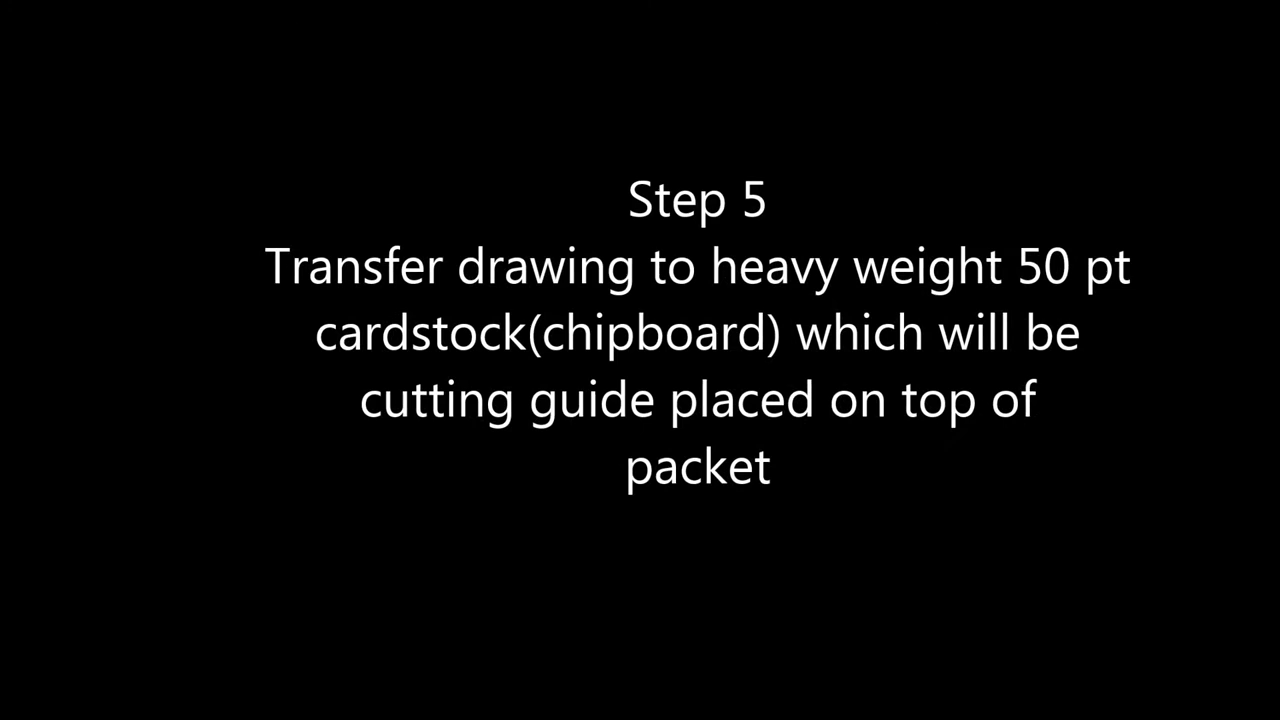 Step 5
Transfer drawing to heavy weight 50 pt
cardstock(chipboard) which will be
cutting guide placed on top of
packet